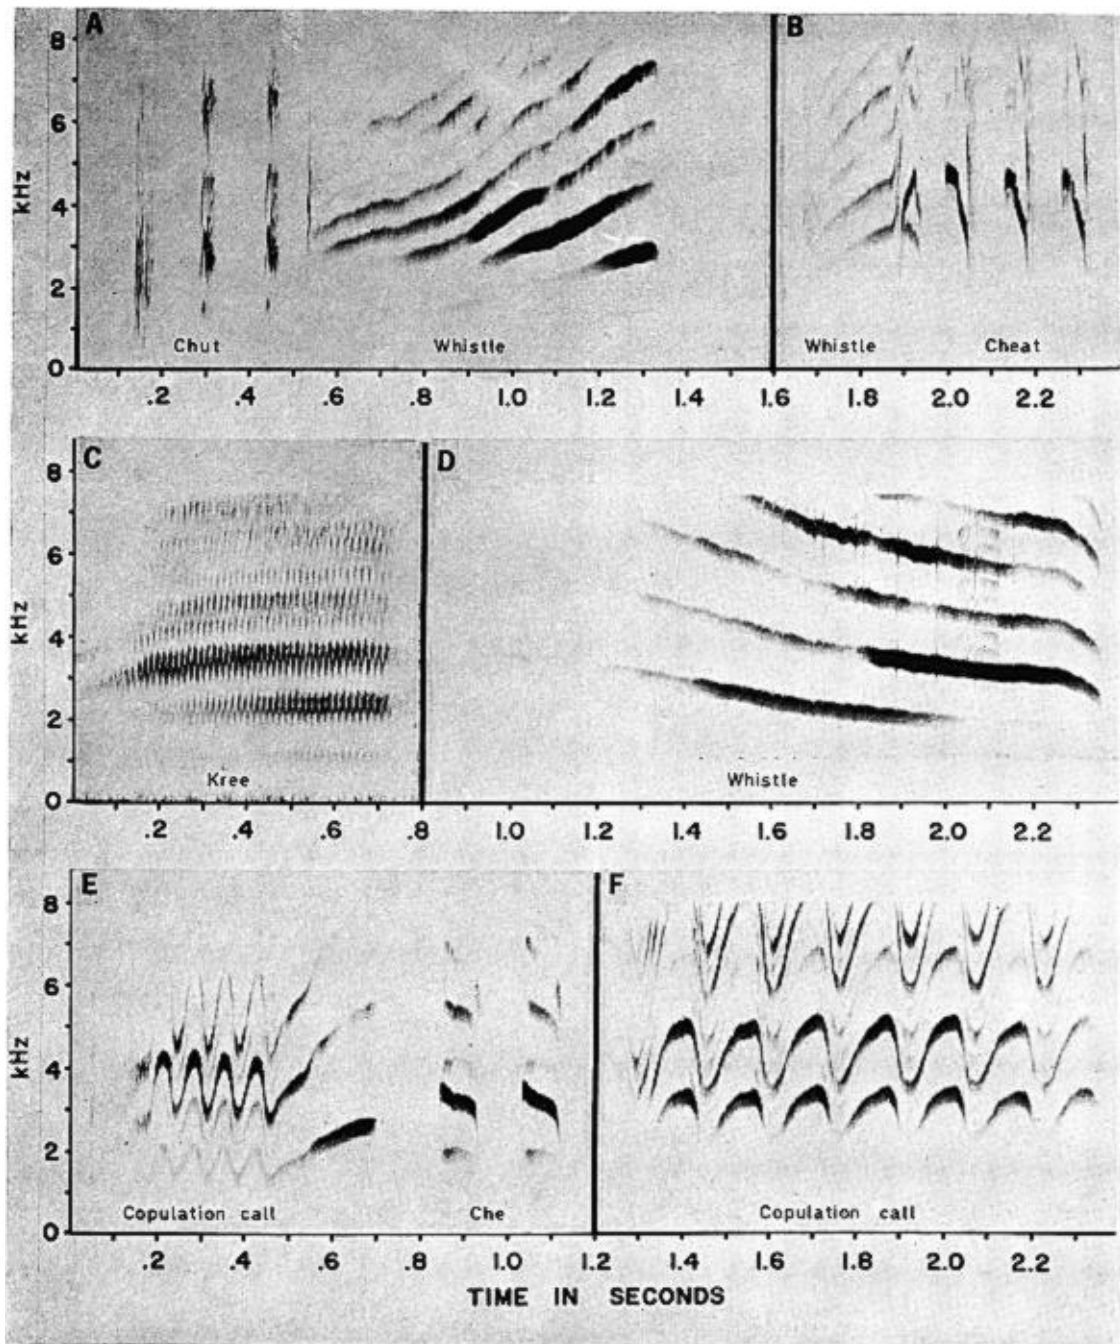 A B
8
6
4
2
0
kHz
Chut Whistle Whistle Cheat
.2 .4 .6 .8 1.0 1.2 1.4 1.6 1.8 2.0 2.2
C D
8
6
4
2
0
kHz
Kree Whistle
.2 .4 .6 .8 1.0 1.2 1.4 1.6 1.8 2.0 2.2
E F
8
6
4
2
0
kHz
Copulation call Che Copulation call
.2 .4 .6 .8 1.0 1.2 1.4 1.6 1.8 2.0 2.2
TIME IN SECONDS